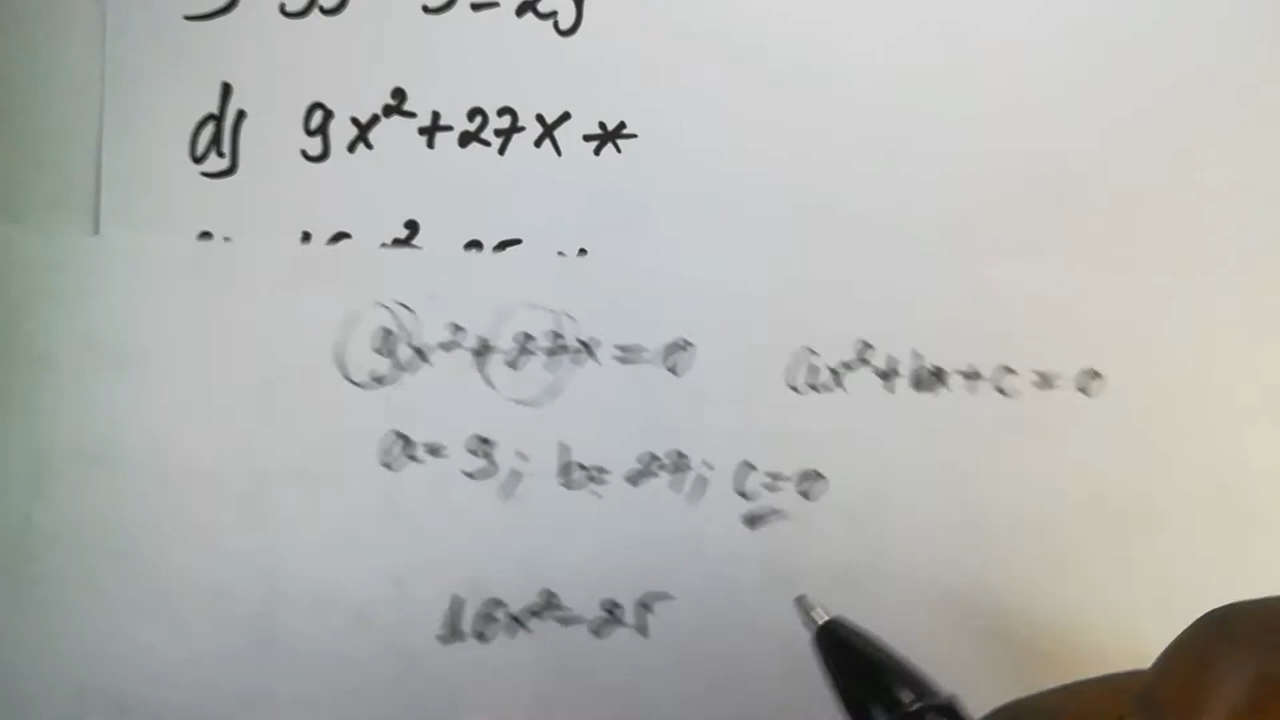 d) 9x²+27x *
9x²+27x=0 ax²+bx+c=0
a=9; b=27; c=0
16x²-25